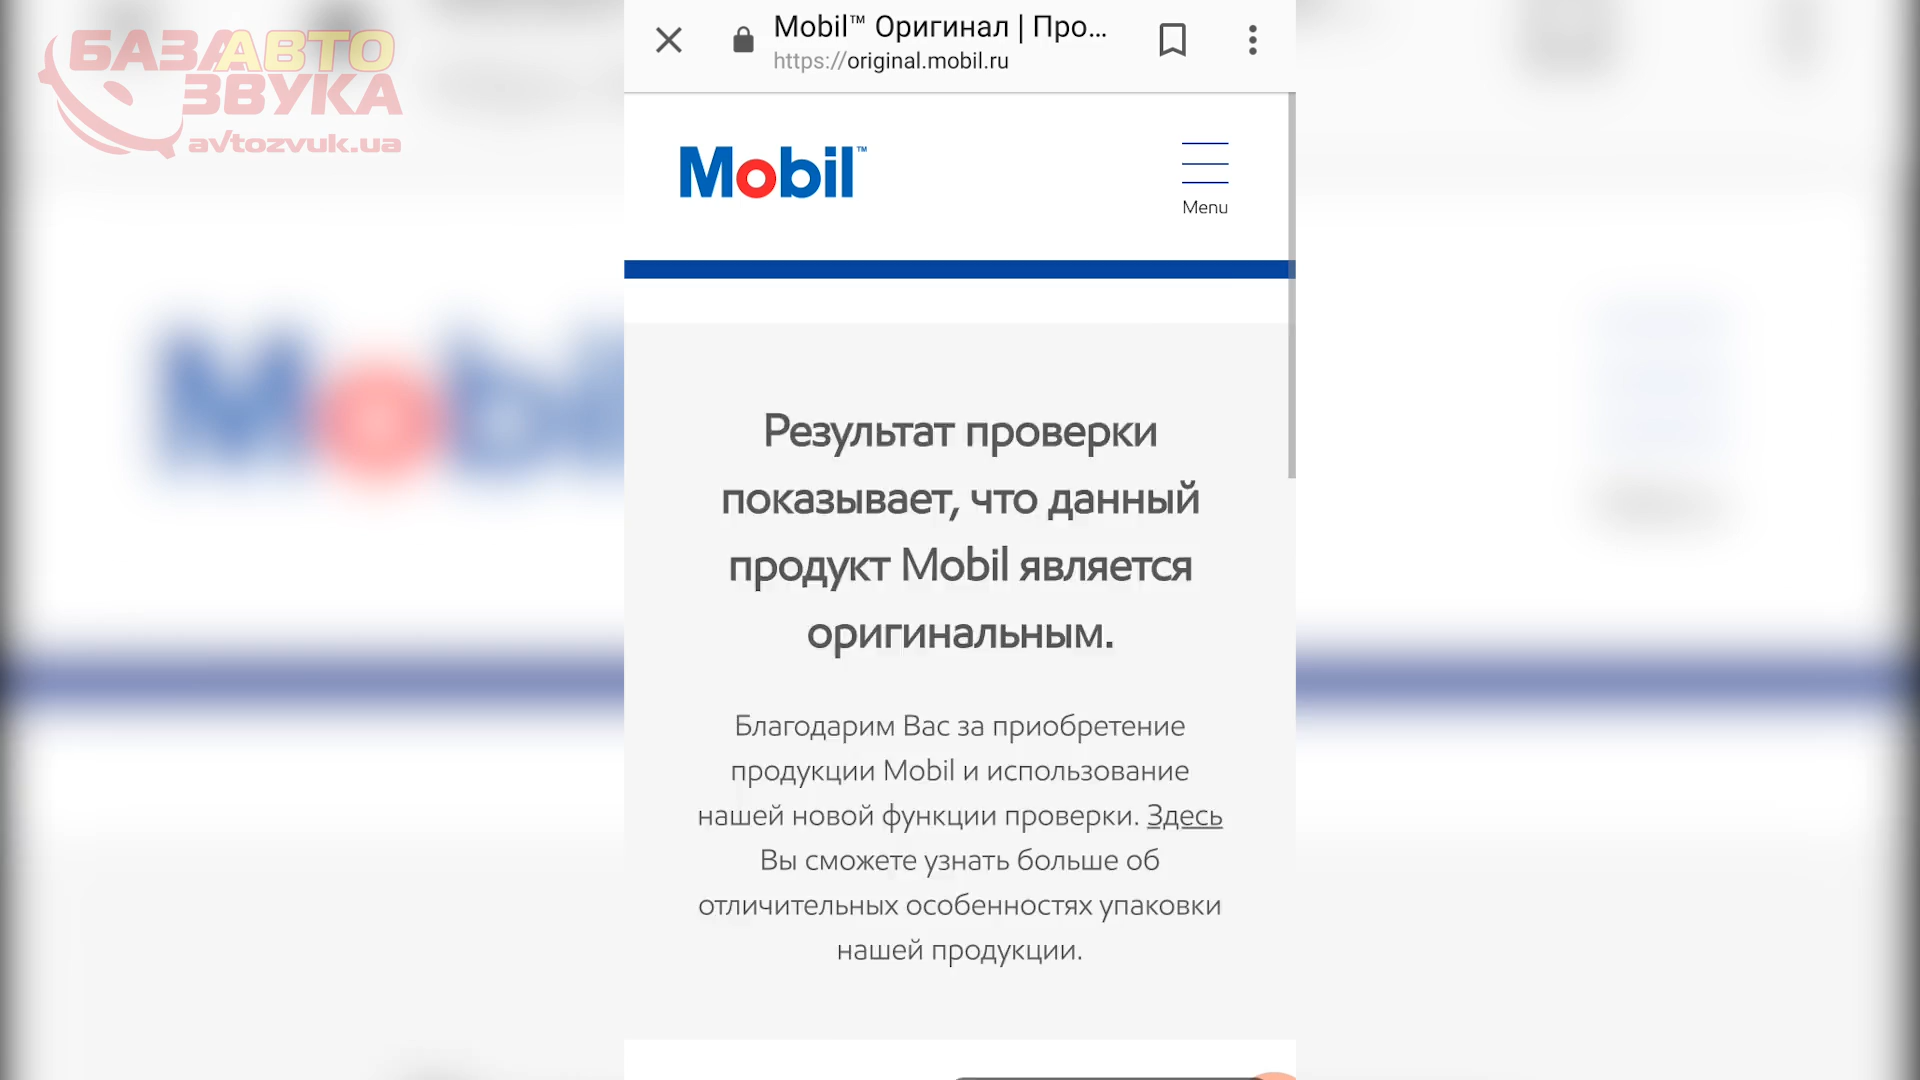 БАЗА АВТО
ЗВУКА
avtozvuk.ua
Mobil™ Оригинал | Про...
https://original.mobil.ru
Mobil™
Menu
Результат проверки
показывает, что данный
продукт Mobil является
оригинальным.
Благодарим Вас за приобретение
продукции Mobil и использование
нашей новой функции проверки. Здесь
Вы сможете узнать больше об
отличительных особенностях упаковки
нашей продукции.